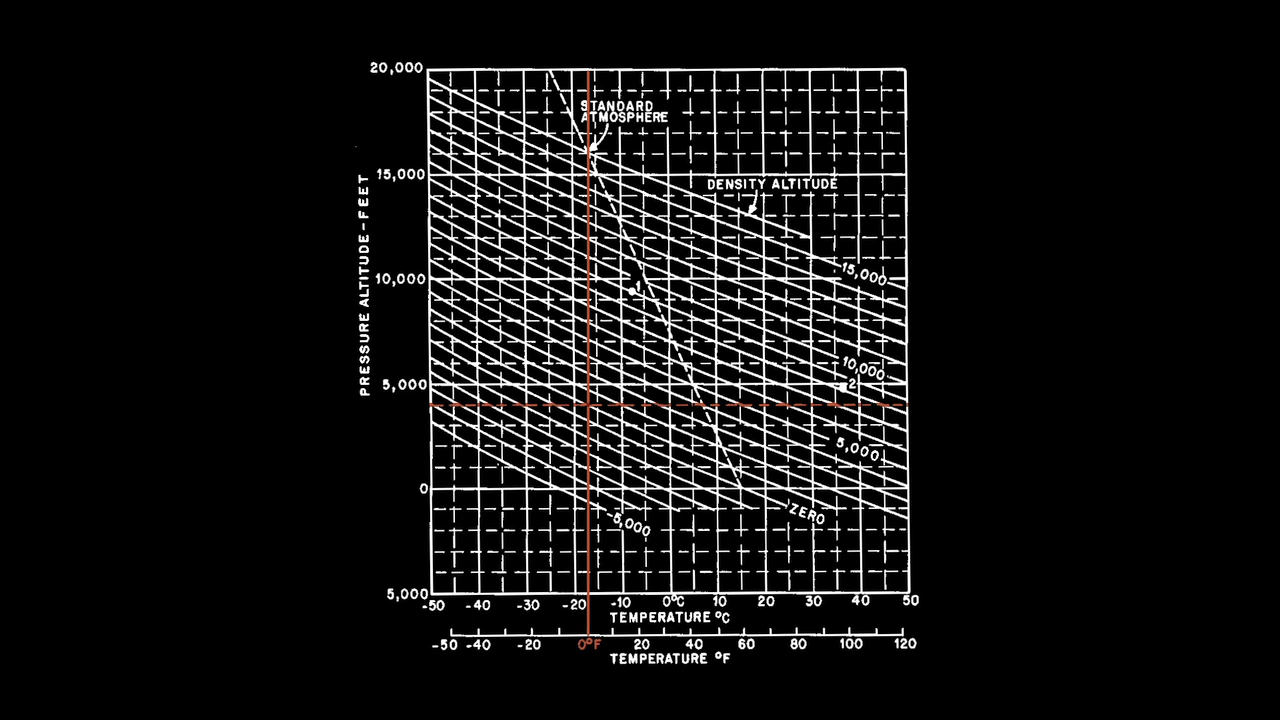 20,000
STANDARD
ATMOSPHERE
15,000
DENSITY ALTITUDE
PRESSURE ALTITUDE-FEET
15,000
10,000
1
10,000
2
5,000
5,000
0
ZERO
-5,000
5,000
-50 -40 -30 -20 -10 0°C 10 20 30 40 50
TEMPERATURE °C
-50 -40 -20 0°F 20 40 60 80 100 120
TEMPERATURE °F